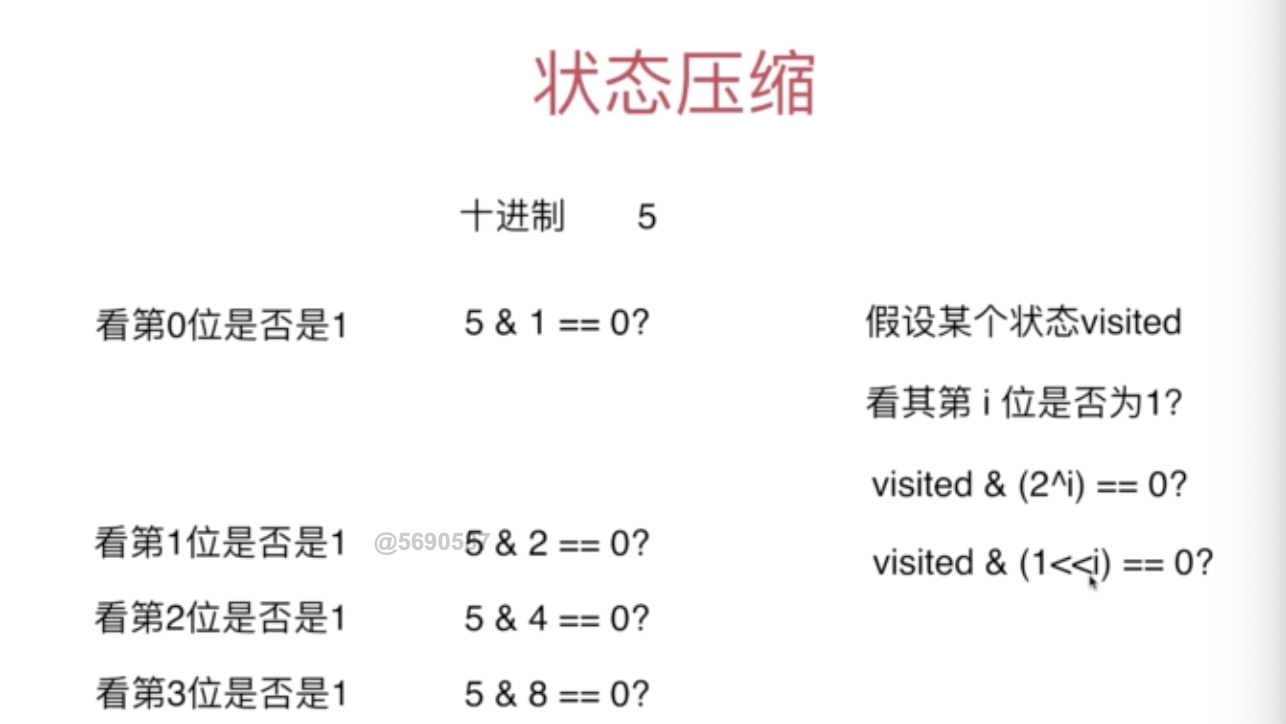 状态压缩
十进制 5
看第0位是否是1 5 & 1 == 0?
看第1位是否是1 5 & 2 == 0?
看第2位是否是1 5 & 4 == 0?
看第3位是否是1 5 & 8 == 0?
假设某个状态visited
看其第 i 位是否为1?
visited & (2^i) == 0?
visited & (1<<i) == 0?